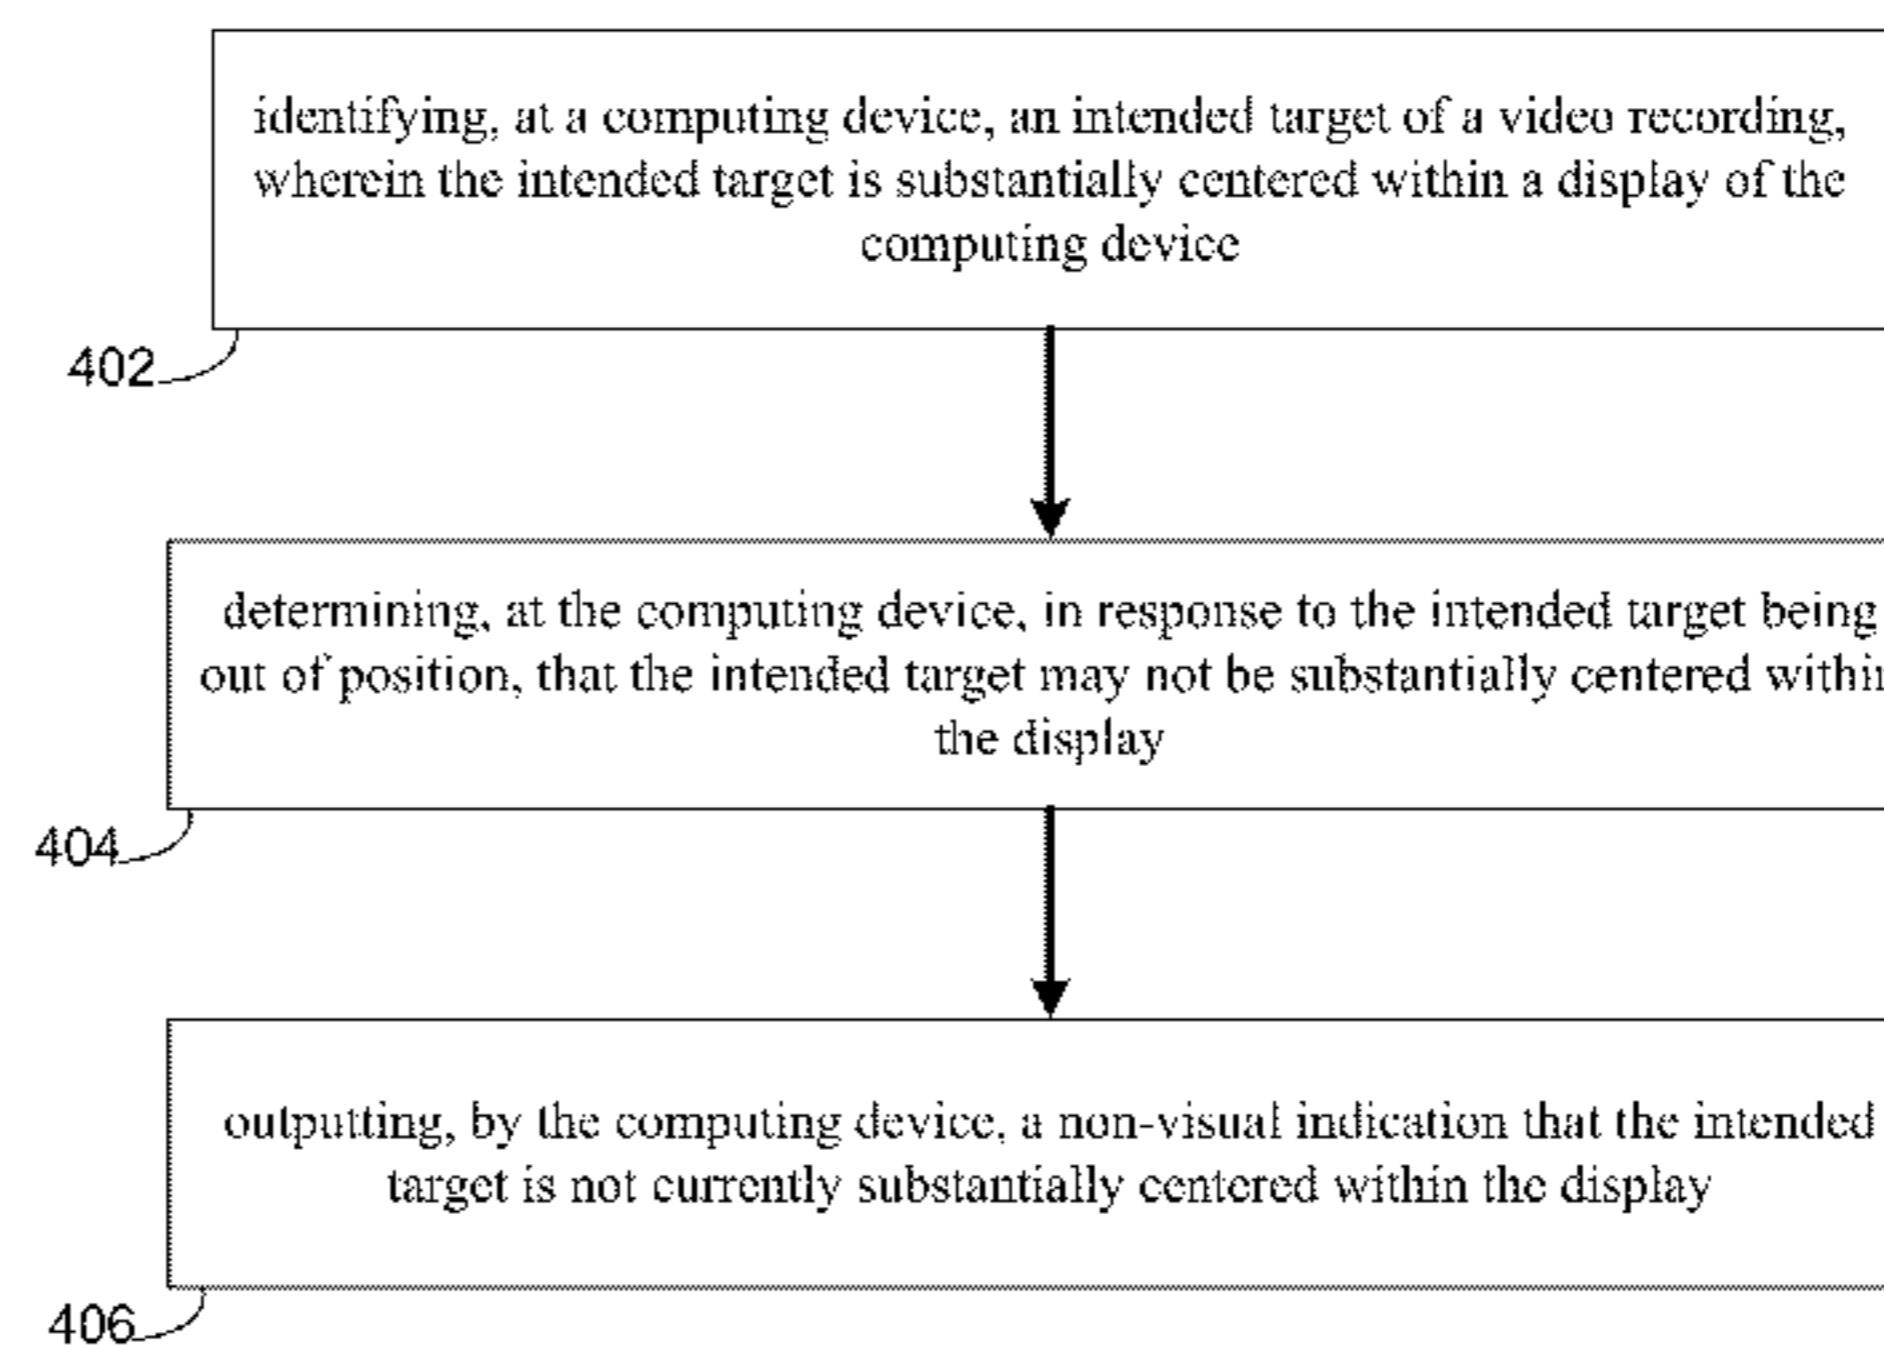 identifying, at a computing device, an intended target of a video recording,
wherein the intended target is substantially centered within a display of the
computing device
402
determining, at the computing device, in response to the intended target being
out of position, that the intended target may not be substantially centered within
the display
404
outputting, by the computing device, a non-visual indication that the intended
target is not currently substantially centered within the display
406